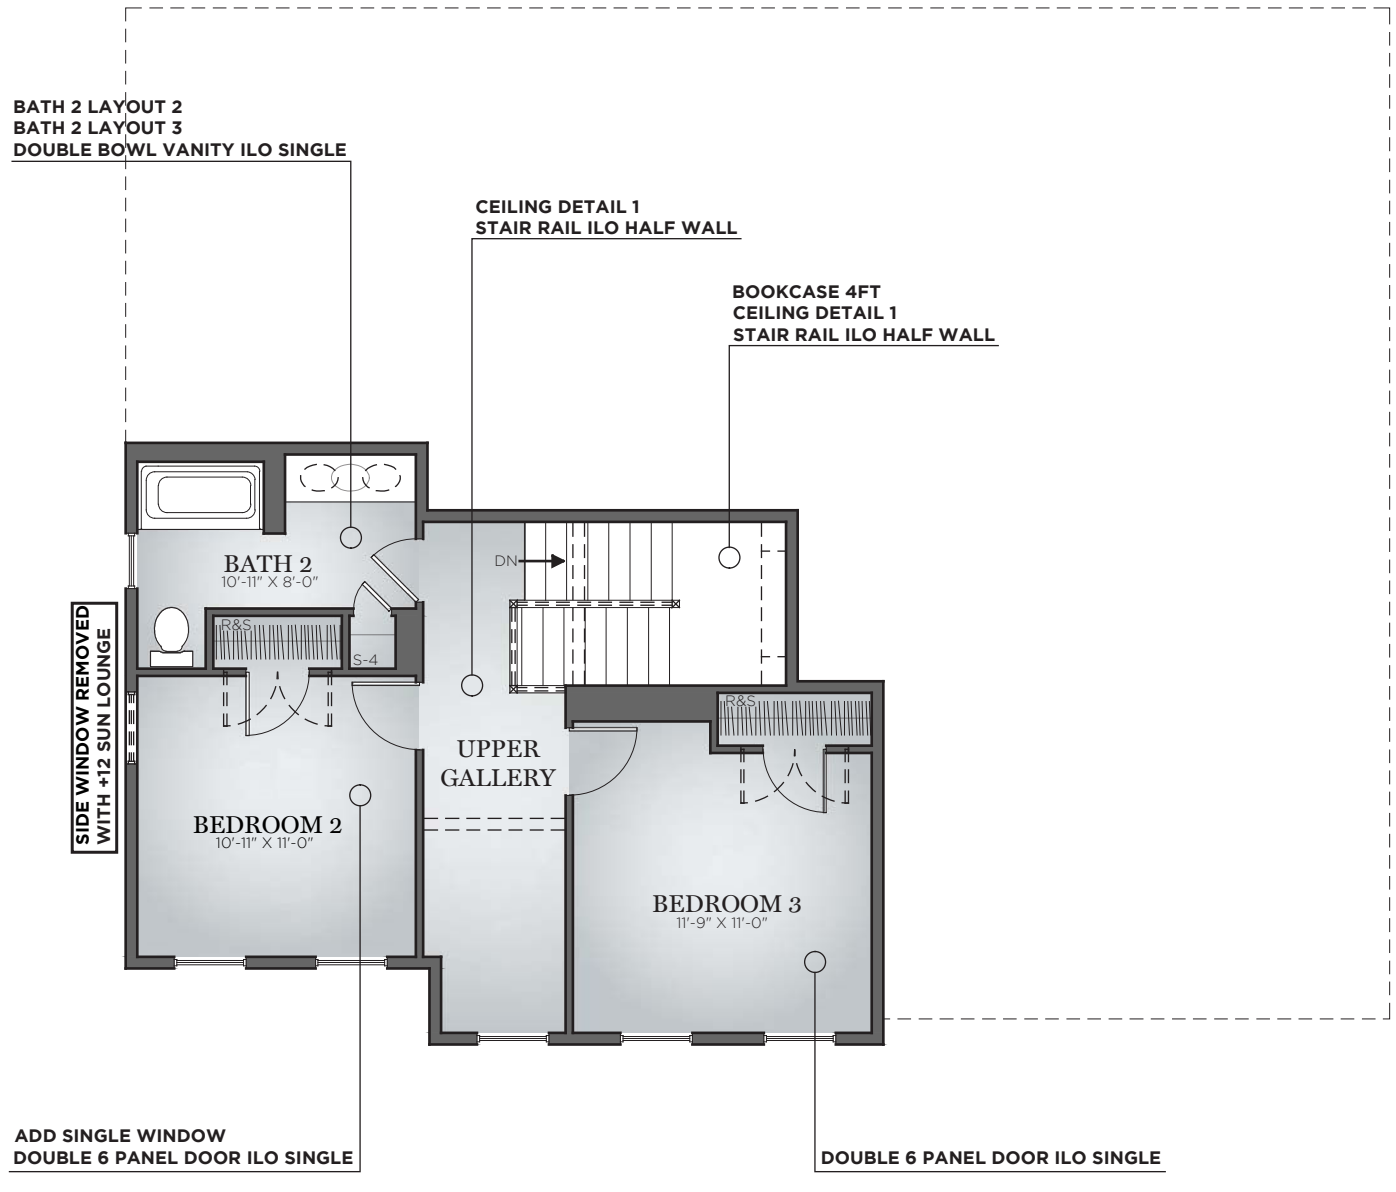 BATH 2 LAYOUT 2
BATH 2 LAYOUT 3
DOUBLE BOWL VANITY ILO SINGLE
CEILING DETAIL 1
STAIR RAIL ILO HALF WALL
BOOKCASE 4FT
CEILING DETAIL 1
STAIR RAIL ILO HALF WALL
BATH 2
10'-11" X 8'-0"
DN
R&S
S-4
SIDE WINDOW REMOVED
WITH +12 SUN LOUNGE
R&S
UPPER
GALLERY
BEDROOM 2
10'-11" X 11'-0"
BEDROOM 3
11'-9" X 11'-0"
ADD SINGLE WINDOW
DOUBLE 6 PANEL DOOR ILO SINGLE
DOUBLE 6 PANEL DOOR ILO SINGLE